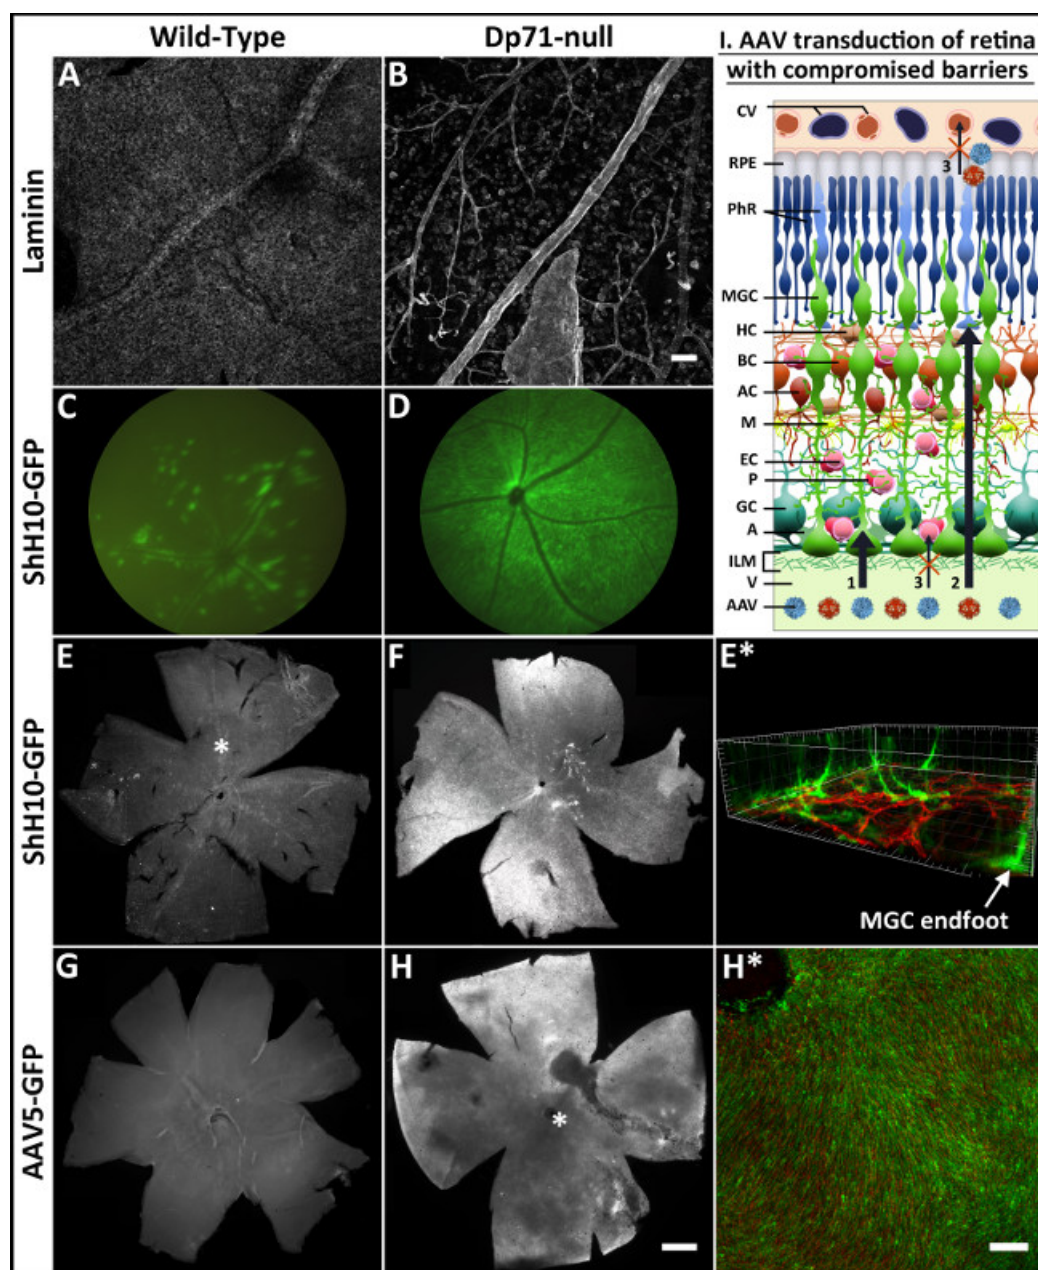 Wild-Type
Dp71-null
I. AAV transduction of retina
with compromised barriers
Laminin
A
B
CV
RPE
3
PhR
MGC
HC
BC
AC
M
EC
P
GC
A
ILM
V
AAV
1
3
2
ShH10-GFP
C
D
ShH10-GFP
E
*
F
E*
MGC endfoot
AAV5-GFP
G
H
*
H*